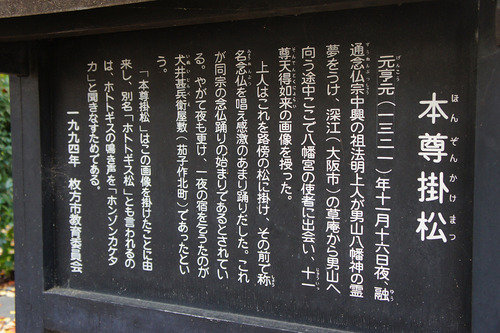 本尊掛松
ほんぞんかけまつ
元亨元(一三二一)年十一月十六日夜、融
通念仏宗中興の祖法明上人が男山八幡神の霊
夢をうけ、深江(大阪市)の草庵から男山へ
向う途中ここで八幡宮の使者に出会い、十一
尊天得如来の画像を授った。
上人はこれを路傍の松に掛け、その前で称
名念仏を唱え感激のあまり踊りだした。これ
が同宗の念仏踊りの始まりであるとされてい
る。やがて夜も更け、一夜の宿を乞うたのが
犬井甚兵衛屋敷(茄子作北町)であったとい
う。
「本尊掛松」はこの画像を掛けたことに由
来し、別名「ホトトギス松」とも言われるの
は、ホトトギスの鳴き声を「ホンゾンカケタ
カ」と聞きなすためである。
一九九四年 枚方市教育委員会